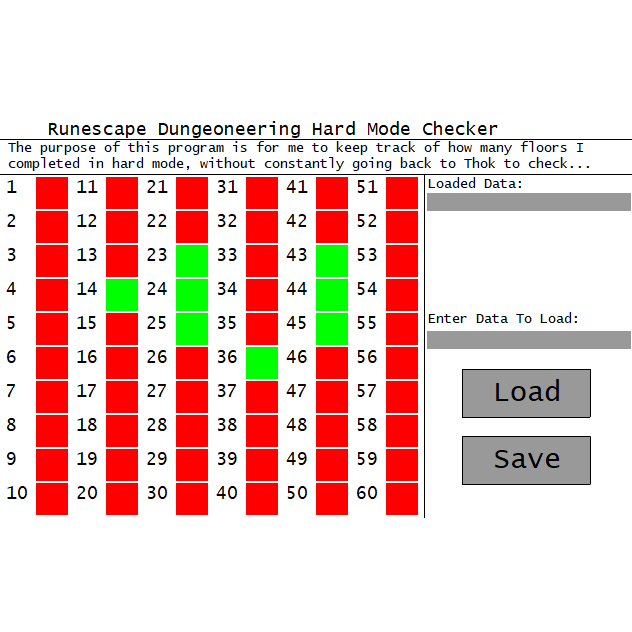 Runescape Dungeoneering Hard Mode Checker
The purpose of this program is for me to keep track of how many floors I
completed in hard mode, without constantly going back to Thok to check...
1 11 21 31 41 51
2 12 22 32 42 52
3 13 23 33 43 53
4 14 24 34 44 54
5 15 25 35 45 55
6 16 26 36 46 56
7 17 27 37 47 57
8 18 28 38 48 58
9 19 29 39 49 59
10 20 30 40 50 60
Loaded Data:
Enter Data To Load:
Load
Save